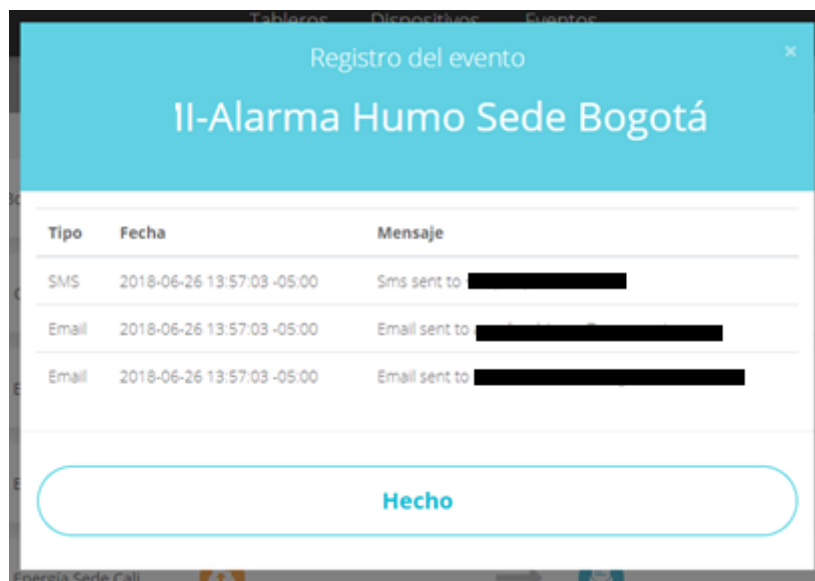 Tableros Dispositivos Eventos
Registro del evento ×
II-Alarma Humo Sede Bogotá
Tipo Fecha Mensaje
SMS 2018-06-26 13:57:03 -05:00 Sms sent to
Email 2018-06-26 13:57:03 -05:00 Email sent to
Email 2018-06-26 13:57:03 -05:00 Email sent to
Hecho
Energía Sede Cali